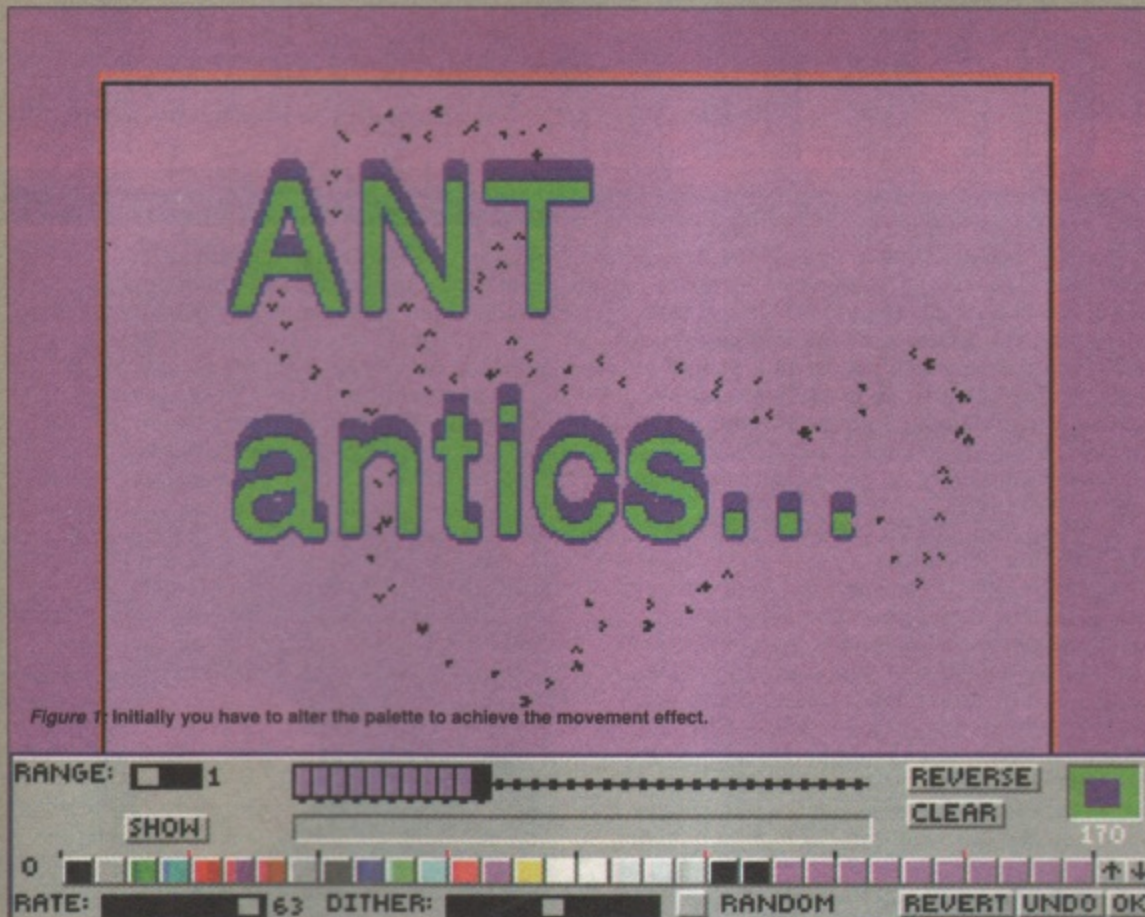 ANT
antics...
Figure 1: Initially you have to alter the palette to achieve the movement effect.
RANGE: 1 REVERSE
SHOW CLEAR
170
0
RATE: 63 DITHER: RANDOM REVERT UNDO OK